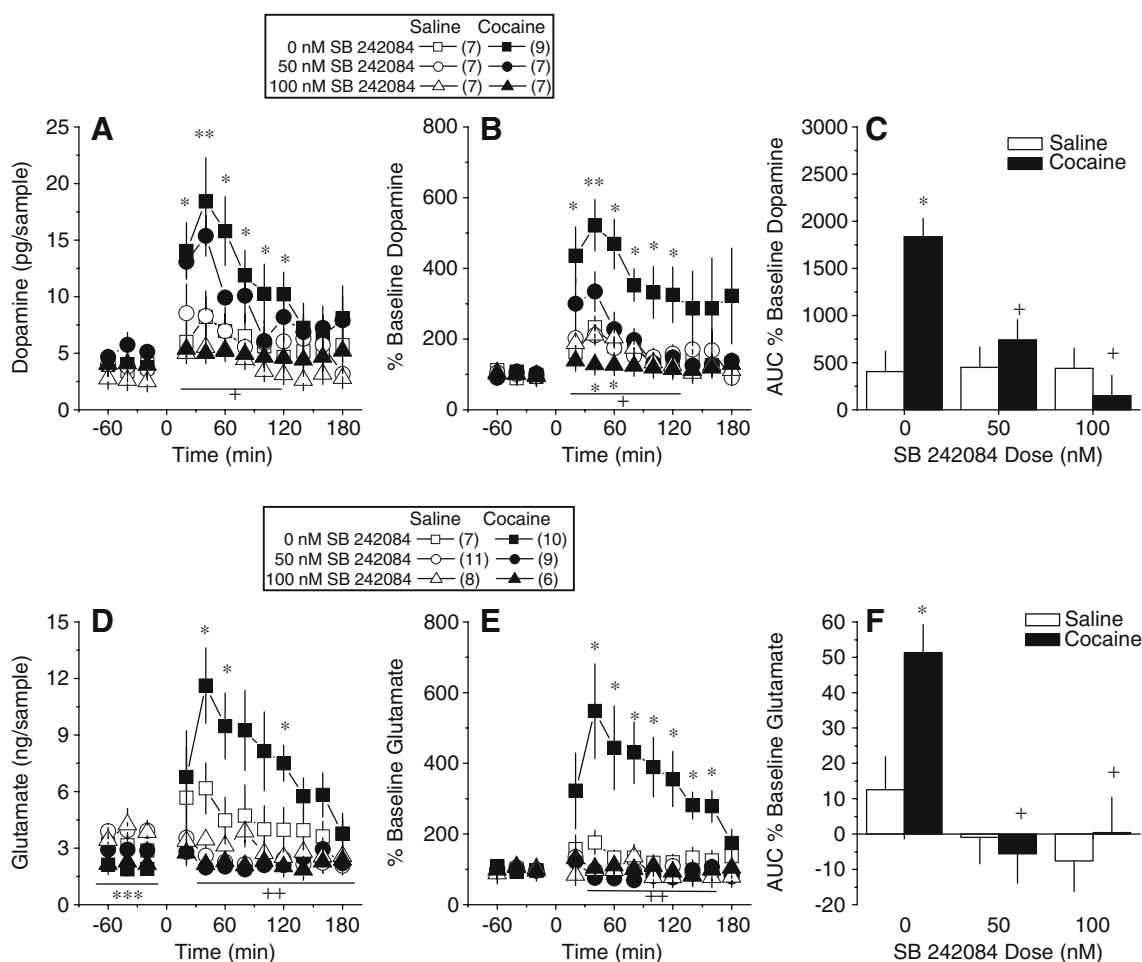 Saline Cocaine
0 nM SB 242084 (7) (9)
50 nM SB 242084 (7) (7)
100 nM SB 242084 (7) (7)
A
Dopamine (pg/sample)
25
20
15
10
5
0
* ** * * * *
+
-60 0 60 120 180
Time (min)
B
% Baseline Dopamine
800
600
400
200
0
* ** * * * *
* *
+
-60 0 60 120 180
Time (min)
C
AUC % Baseline Dopamine
3000
2500
2000
1500
1000
500
0
Saline
Cocaine
* + +
0 50 100
SB 242084 Dose (nM)
Saline Cocaine
0 nM SB 242084 (7) (10)
50 nM SB 242084 (11) (9)
100 nM SB 242084 (8) (6)
D
Glutamate (ng/sample)
15
12
9
6
3
0
* * *
*** ++
-60 0 60 120 180
Time (min)
E
% Baseline Glutamate
800
600
400
200
0
* * * * * * *
++
-60 0 60 120 180
Time (min)
F
AUC % Baseline Glutamate
60
50
40
30
20
10
0
-10
-20
Saline
Cocaine
* + +
0 50 100
SB 242084 Dose (nM)